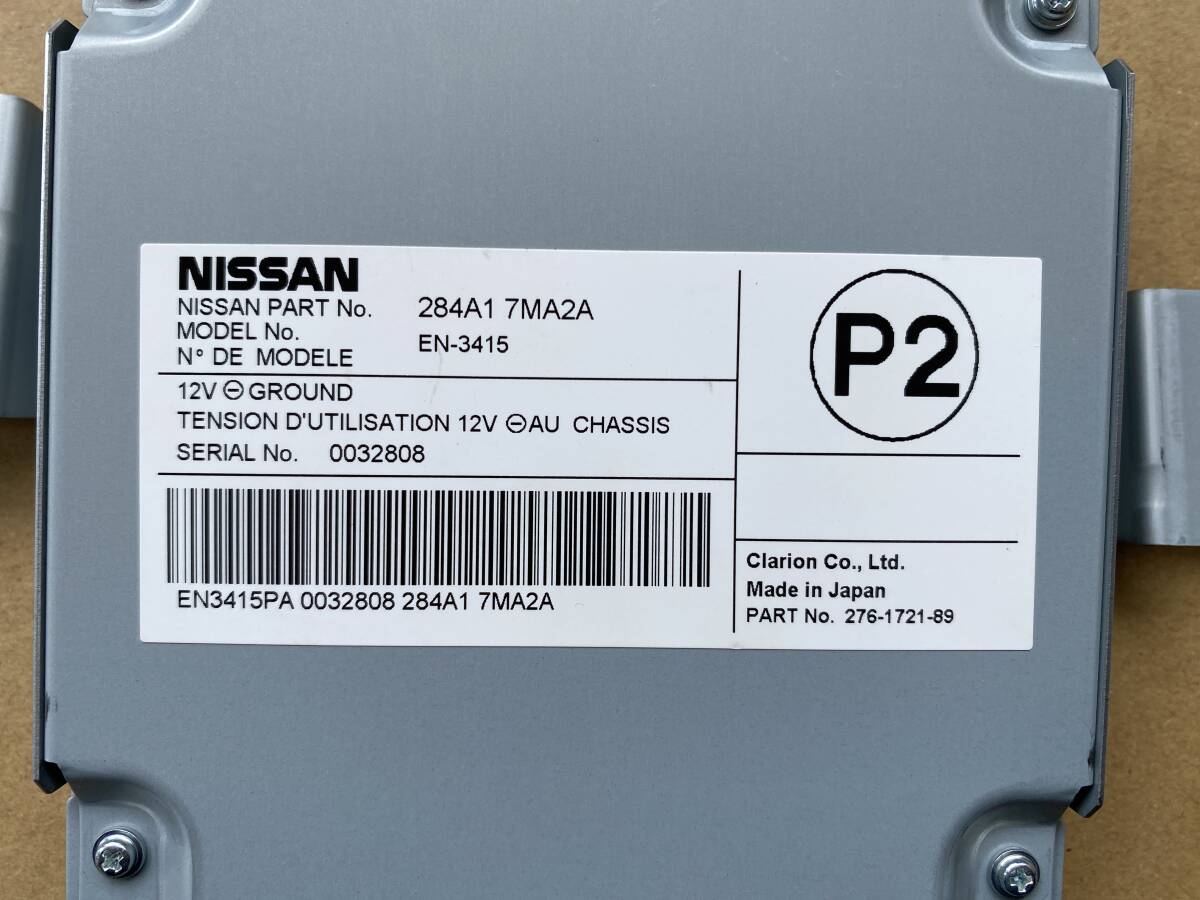 NISSAN
NISSAN PART No. 284A1 7MA2A
MODEL No.
N° DE MODELE EN-3415
12V ⊖ GROUND
TENSION D'UTILISATION 12V ⊖ AU CHASSIS
SERIAL No. 0032808
EN3415PA 0032808 284A1 7MA2A
P2
Clarion Co., Ltd.
Made in Japan
PART No. 276-1721-89